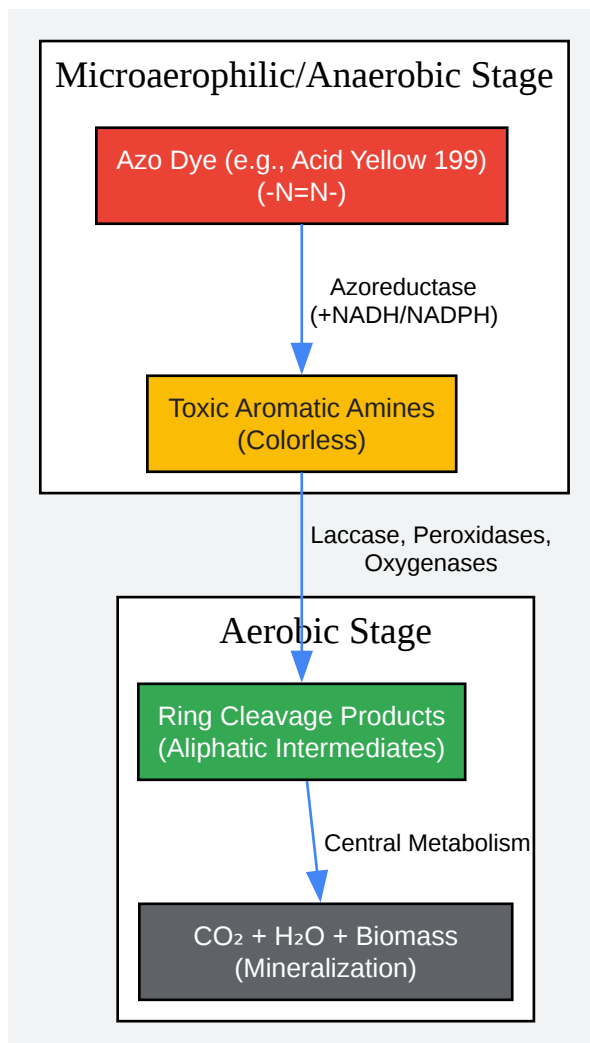 Microaerophilic/Anaerobic Stage
Azo Dye (e.g., Acid Yellow 199)
(-N=N-)
Azoreductase
(+NADH/NADPH)
Toxic Aromatic Amines
(Colorless)
Laccase, Peroxidases,
Oxygenases
Aerobic Stage
Ring Cleavage Products
(Aliphatic Intermediates)
Central Metabolism
CO₂ + H₂O + Biomass
(Mineralization)